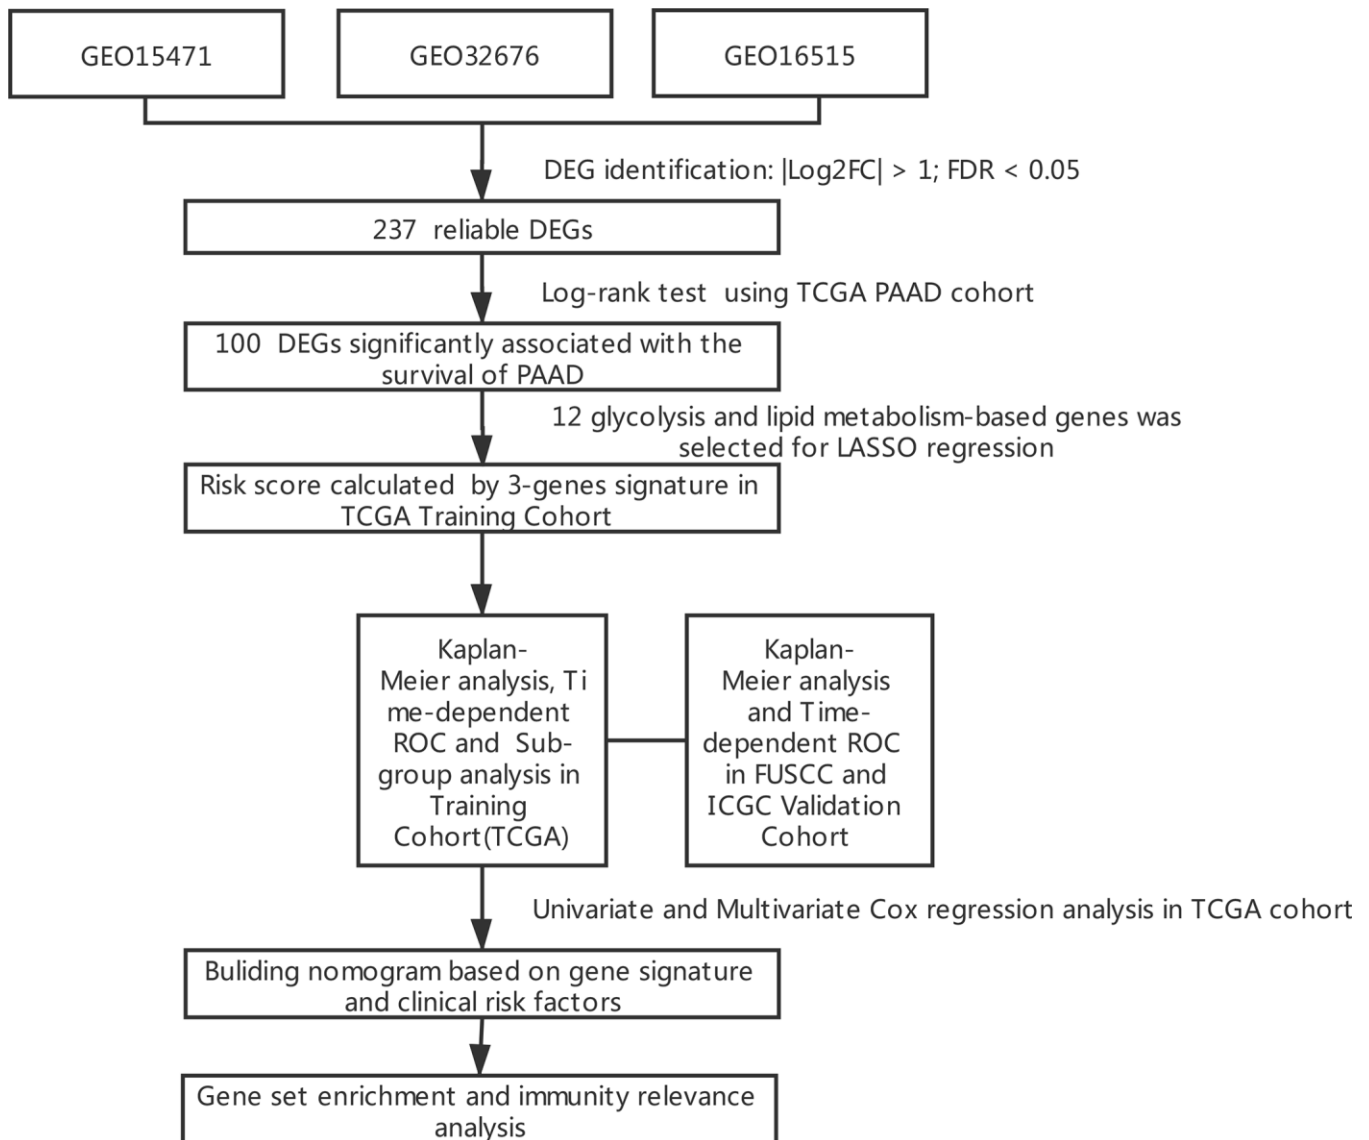 GEO15471
GEO32676
GEO16515
DEG identification: |Log2FC| > 1; FDR < 0.05
237 reliable DEGs
Log-rank test using TCGA PAAD cohort
100 DEGs significantly associated with the
survival of PAAD
12 glycolysis and lipid metabolism-based genes was
selected for LASSO regression
Risk score calculated by 3-genes signature in
TCGA Training Cohort
Kaplan-
Meier analysis, Ti
me-dependent
ROC and Sub-
group analysis in
Training
Cohort(TCGA)
Kaplan-
Meier analysis
and Time-
dependent ROC
in FUSCC and
ICGC Validation
Cohort
Univariate and Multivariate Cox regression analysis in TCGA cohort
Buliding nomogram based on gene signature
and clinical risk factors
Gene set enrichment and immunity relevance
analysis